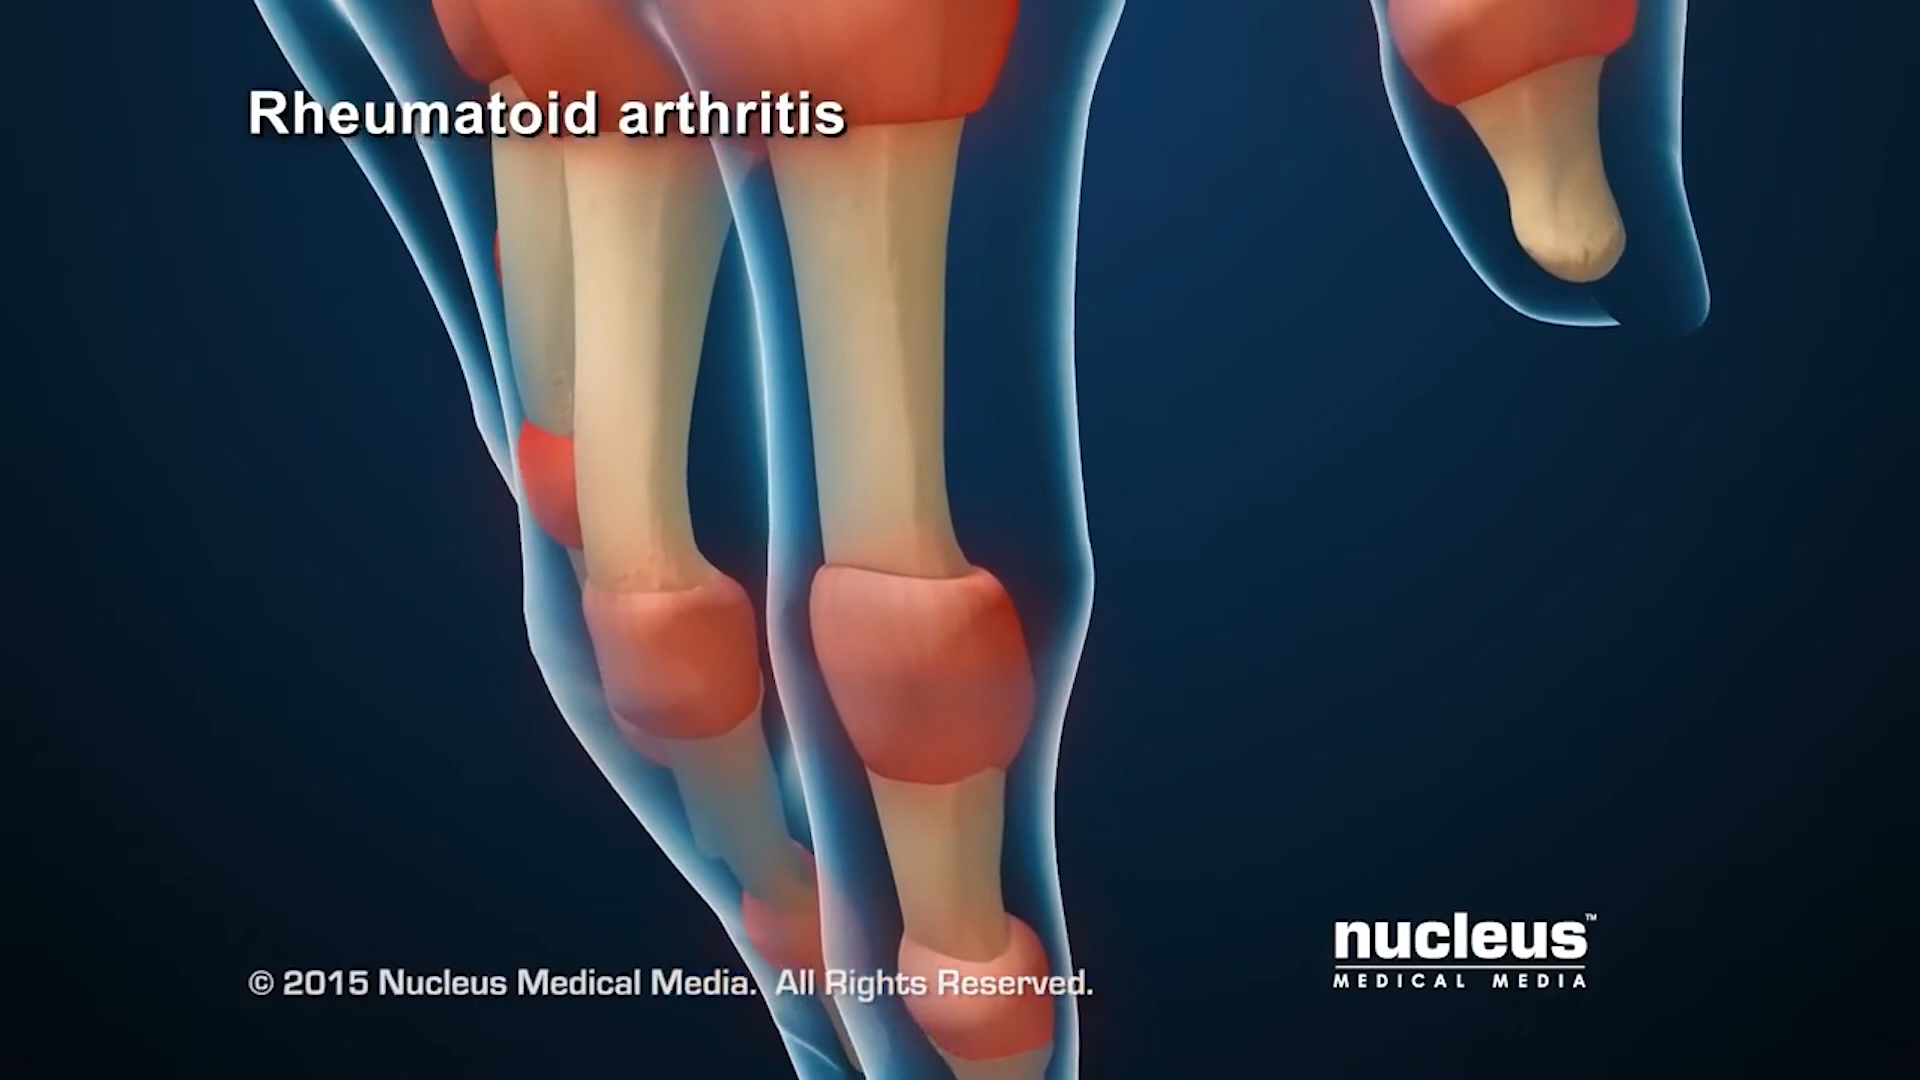 Rheumatoid arthritis
nucleus™
MEDICAL MEDIA
© 2015 Nucleus Medical Media. All Rights Reserved.